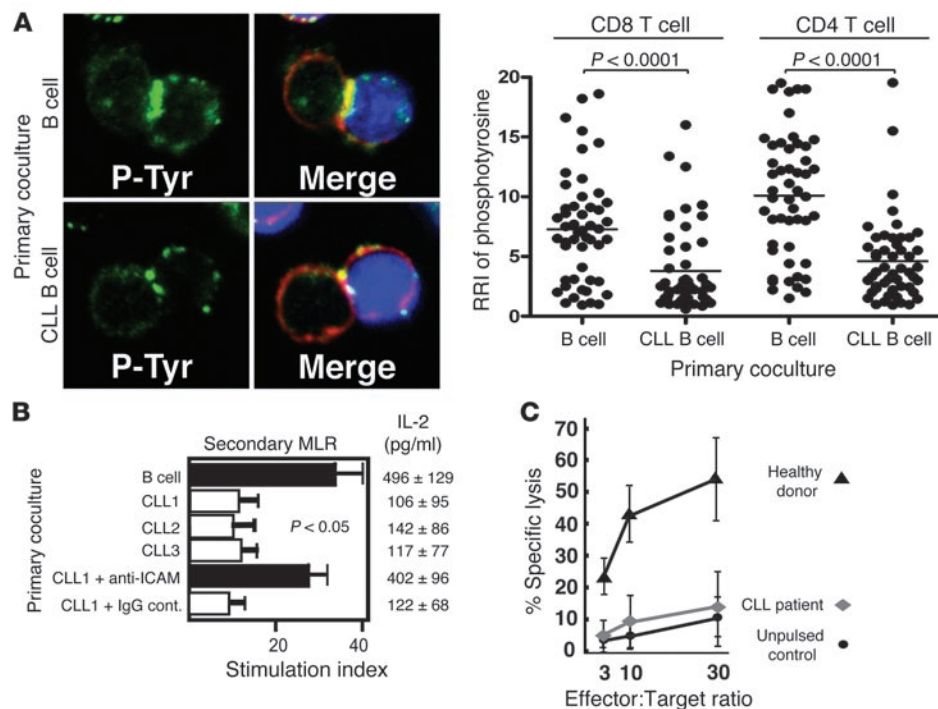 A
Primary coculture
B cell
CLL B cell
P-Tyr
Merge
P-Tyr
Merge
CD8 T cell
CD4 T cell
P < 0.0001
P < 0.0001
RRI of phosphotyrosine
20
15
10
5
0
B cell
CLL B cell
B cell
CLL B cell
Primary coculture
B
Secondary MLR
IL-2
(pg/ml)
Primary coculture
B cell
496 ± 129
CLL1
106 ± 95
CLL2
142 ± 86
P < 0.05
CLL3
117 ± 77
CLL1 + anti-ICAM
402 ± 96
CLL1 + IgG cont.
122 ± 68
20
40
Stimulation index
C
% Specific lysis
70
60
50
40
30
20
10
0
3
10
30
Effector:Target ratio
Healthy
donor
CLL patient
Unpulsed
control